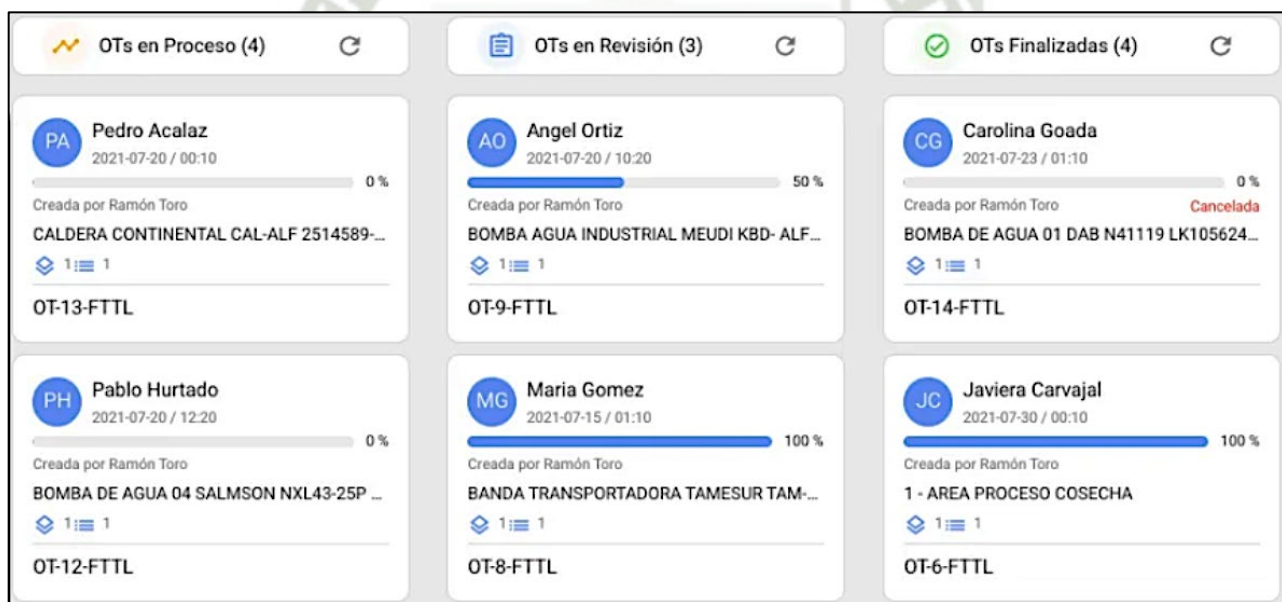 OTs en Proceso (4)
OTs en Revisión (3)
OTs Finalizadas (4)
PA
Pedro Acalaz
2021-07-20 / 00:10
0 %
Creada por Ramón Toro
CALDERA CONTINENTAL CAL-ALF 2514589-...
1 1
OT-13-FTTL
AO
Angel Ortiz
2021-07-20 / 10:20
50 %
Creada por Ramón Toro
BOMBA AGUA INDUSTRIAL MEUDI KBD- ALF...
1 1
OT-9-FTTL
CG
Carolina Goada
2021-07-23 / 01:10
0 %
Creada por Ramón Toro Cancelada
BOMBA DE AGUA 01 DAB N41119 LK105624...
1 1
OT-14-FTTL
PH
Pablo Hurtado
2021-07-20 / 12:20
0 %
Creada por Ramón Toro
BOMBA DE AGUA 04 SALMSON NXL43-25P ...
1 1
OT-12-FTTL
MG
Maria Gomez
2021-07-15 / 01:10
100 %
Creada por Ramón Toro
BANDA TRANSPORTADORA TAMESUR TAM-...
1 1
OT-8-FTTL
JC
Javiera Carvajal
2021-07-30 / 00:10
100 %
Creada por Ramón Toro
1 - AREA PROCESO COSECHA
1 1
OT-6-FTTL